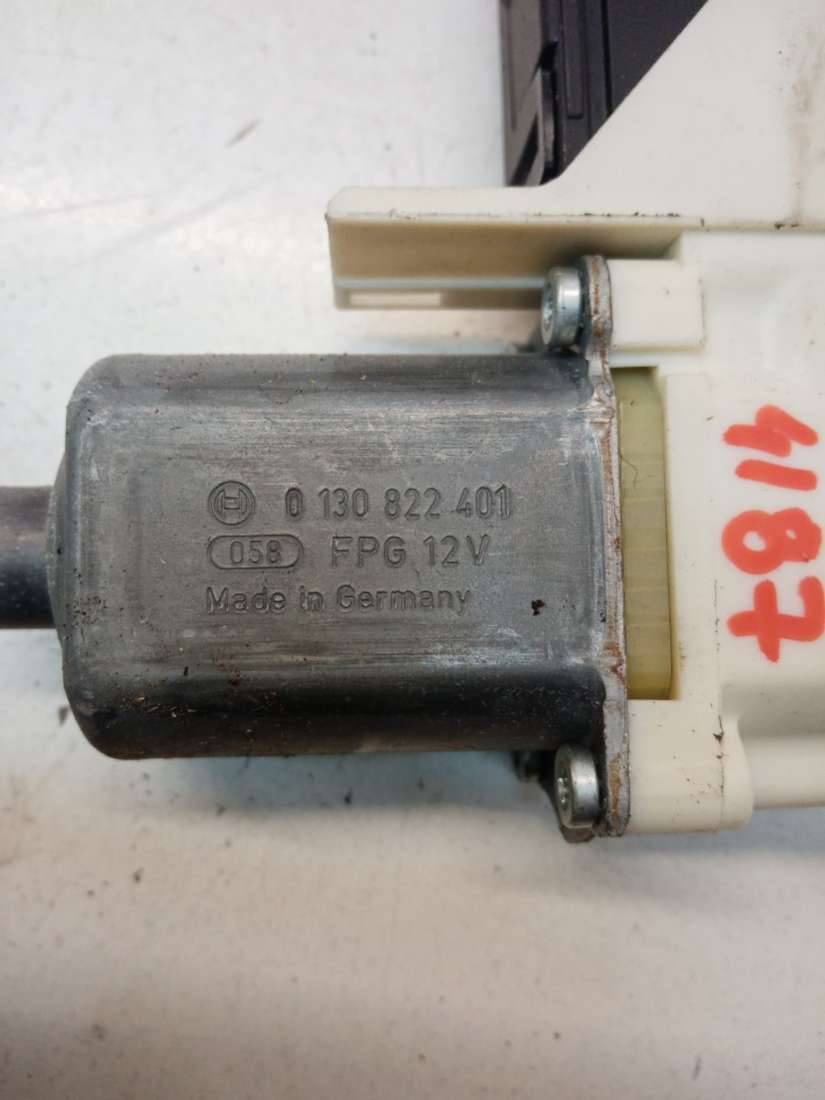 0 130 822 401
058 FPG 12V
Made in Germany
4187